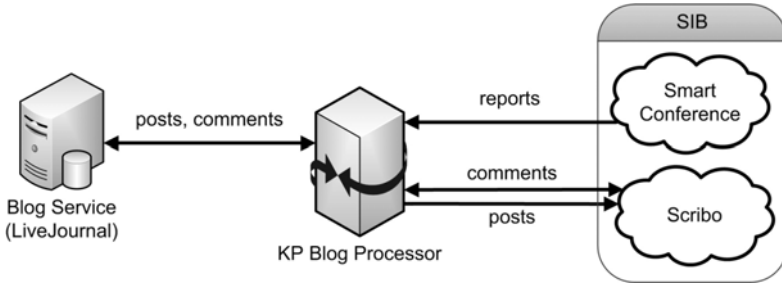 SIB
Smart
Conference
reports
posts, comments
comments
posts
Scribo
Blog Service
(LiveJournal)
KP Blog Processor